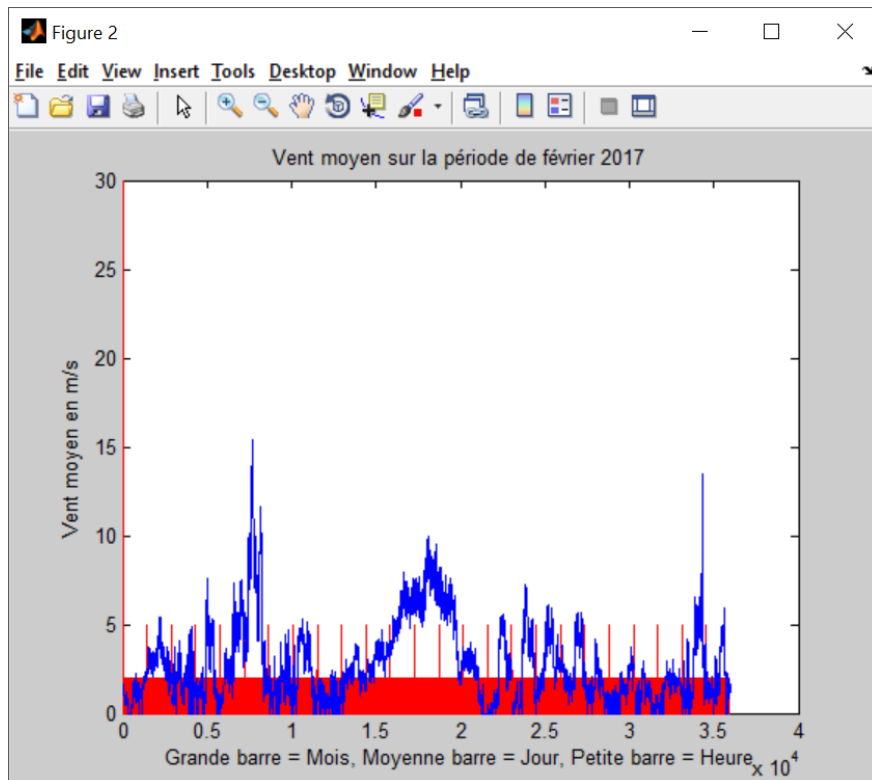 Figure 2
File Edit View Insert Tools Desktop Window Help
Vent moyen sur la période de février 2017
Vent moyen en m/s
30
25
20
15
10
5
0
0 0.5 1 1.5 2 2.5 3 3.5 4
x 10^4
Grande barre = Mois, Moyenne barre = Jour, Petite barre = Heure